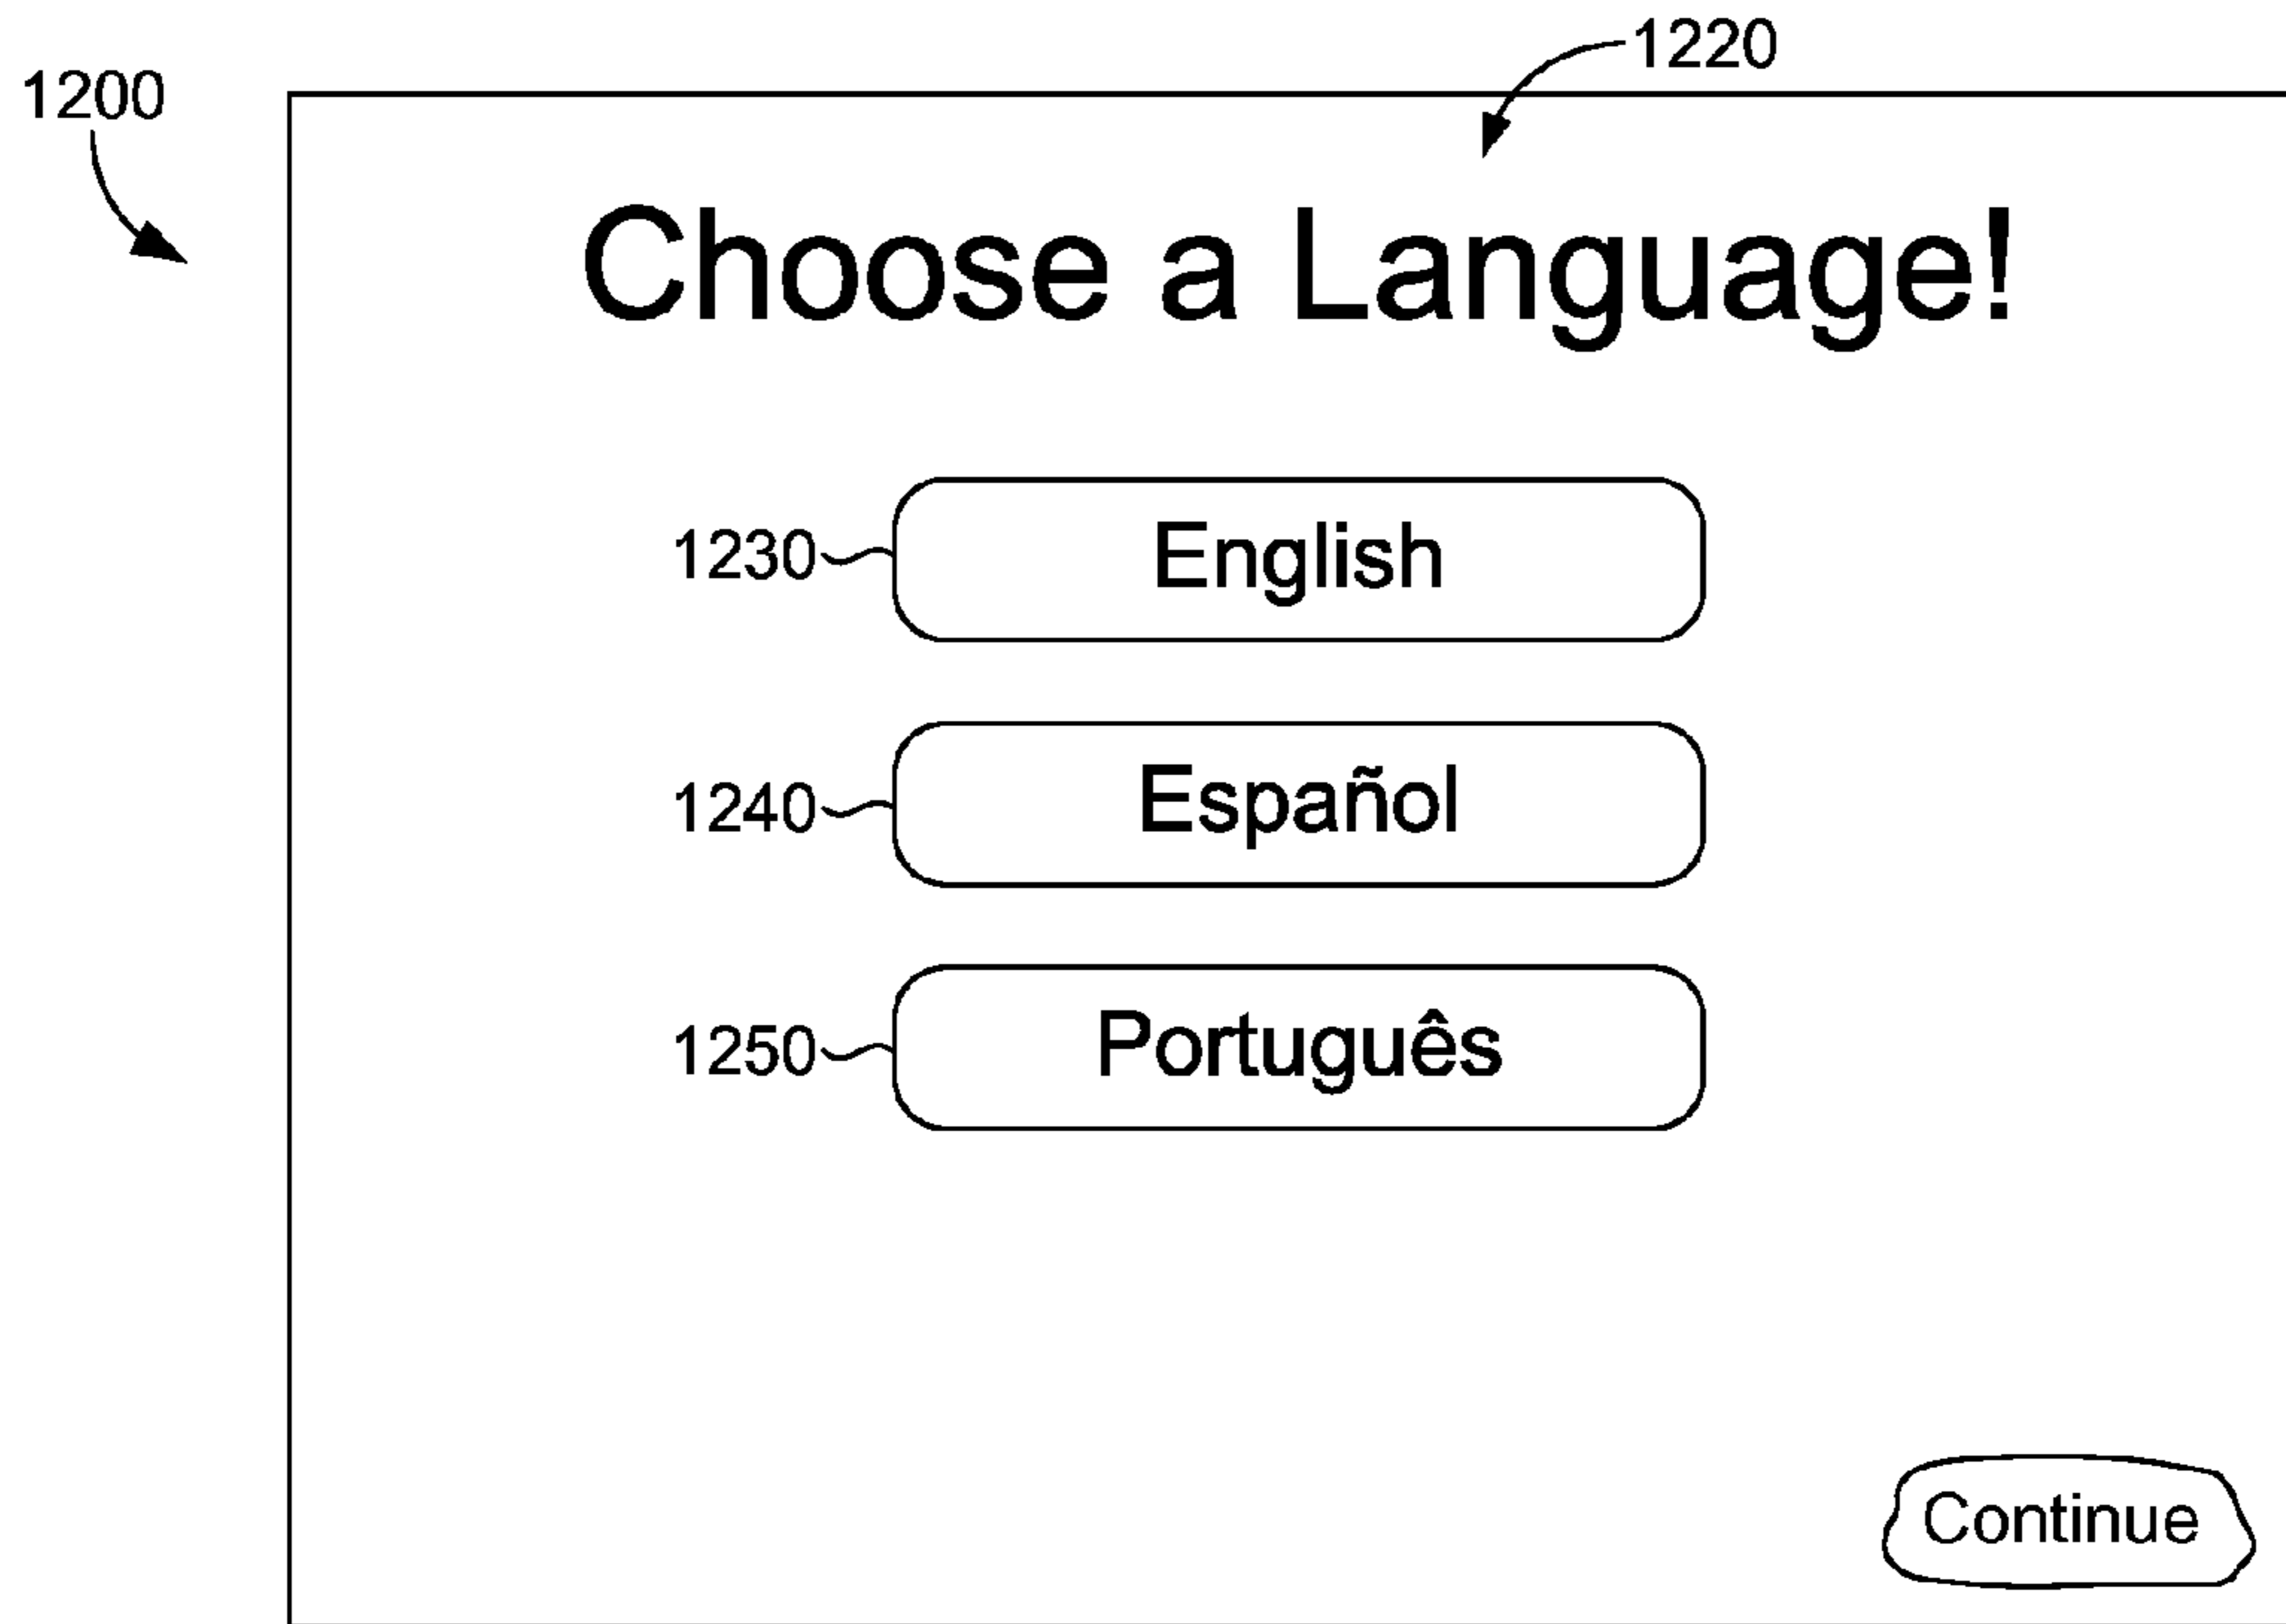 1220
1200
Choose a Language!
1230 English
1240 Español
1250 Português
Continue